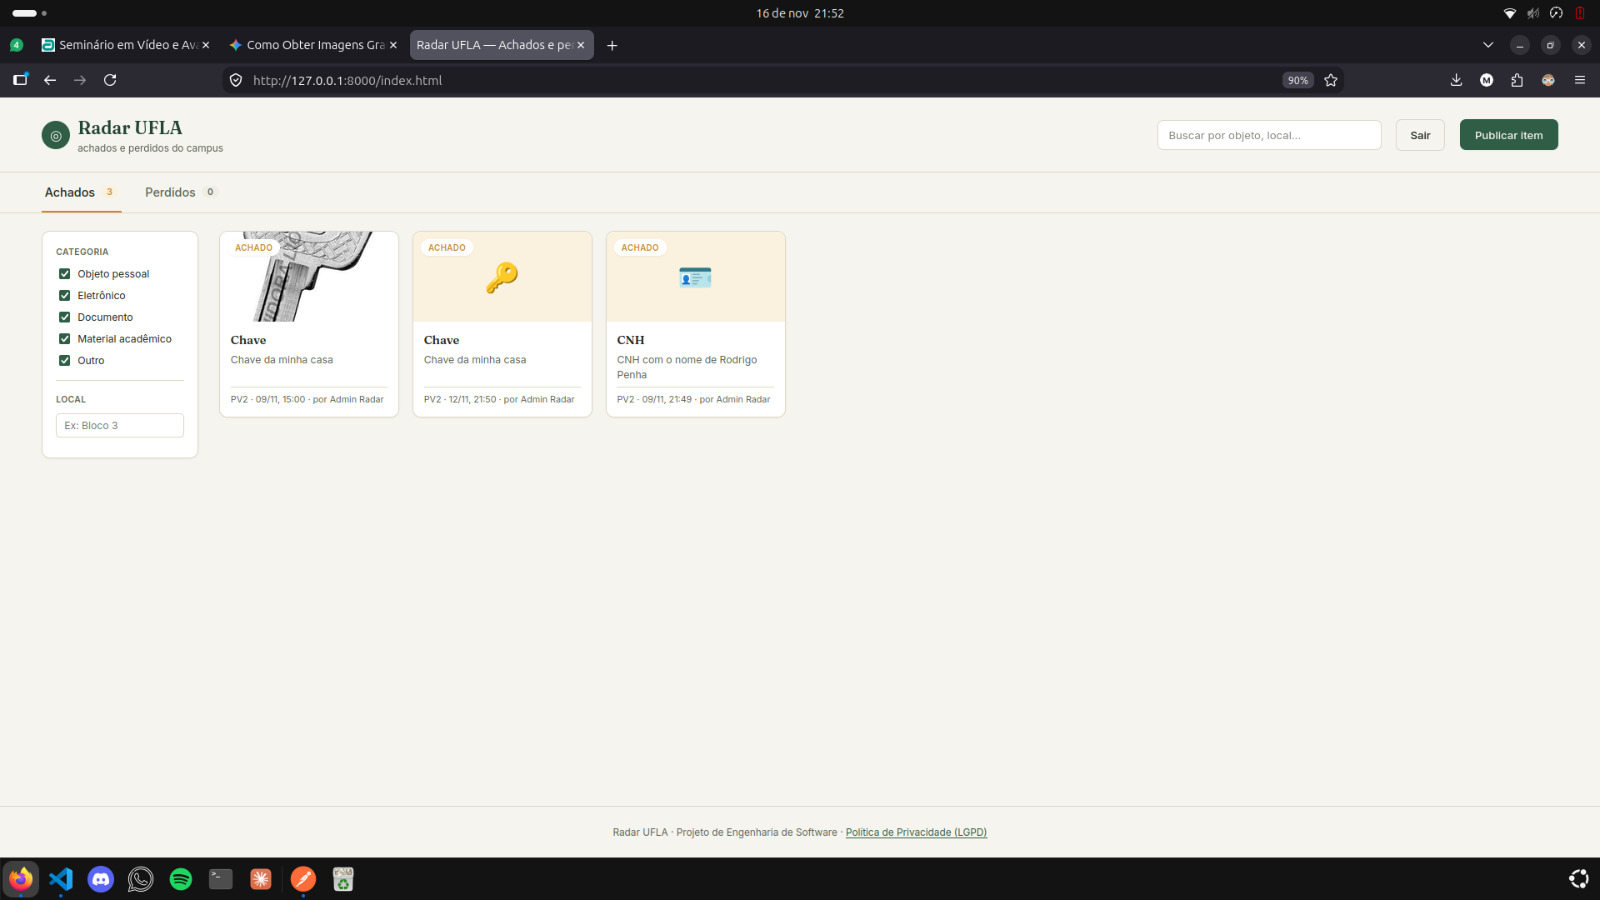 16 de nov 21:52
4
Seminário em Vídeo e Av
Como Obter Imagens Gra
Radar UFLA — Achados e pe
http://127.0.0.1:8000/index.html
90%
M
Radar UFLA
achados e perdidos do campus
Buscar por objeto, local...
Sair
Publicar item
Achados 3
Perdidos 0
CATEGORIA
Objeto pessoal
Eletrônico
Documento
Material acadêmico
Outro
LOCAL
Ex: Bloco 3
ACHADO
Chave
Chave da minha casa
PV2 · 09/11, 15:00 · por Admin Radar
ACHADO
Chave
Chave da minha casa
PV2 · 12/11, 21:50 · por Admin Radar
ACHADO
CNH
CNH com o nome de Rodrigo
Penha
PV2 · 09/11, 21:49 · por Admin Radar
Radar UFLA · Projeto de Engenharia de Software · Política de Privacidade (LGPD)